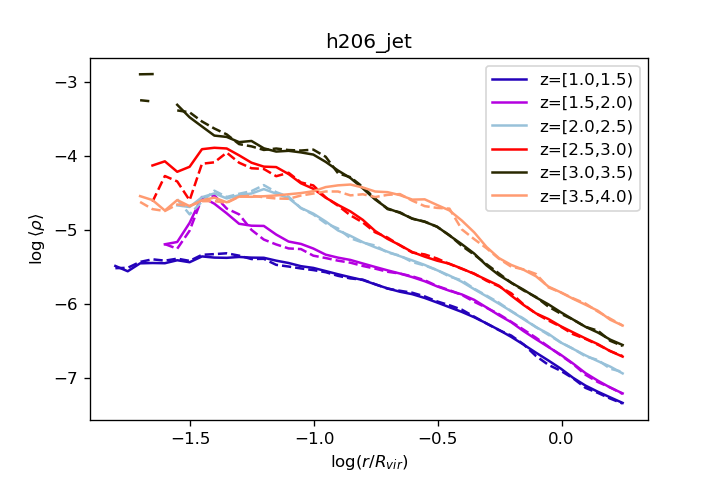 h206_jet
log ⟨ρ⟩
−3
−4
−5
−6
−7
z=[1.0,1.5)
z=[1.5,2.0)
z=[2.0,2.5)
z=[2.5,3.0)
z=[3.0,3.5)
z=[3.5,4.0)
−1.5 −1.0 −0.5 0.0
log(r/R_{vir})